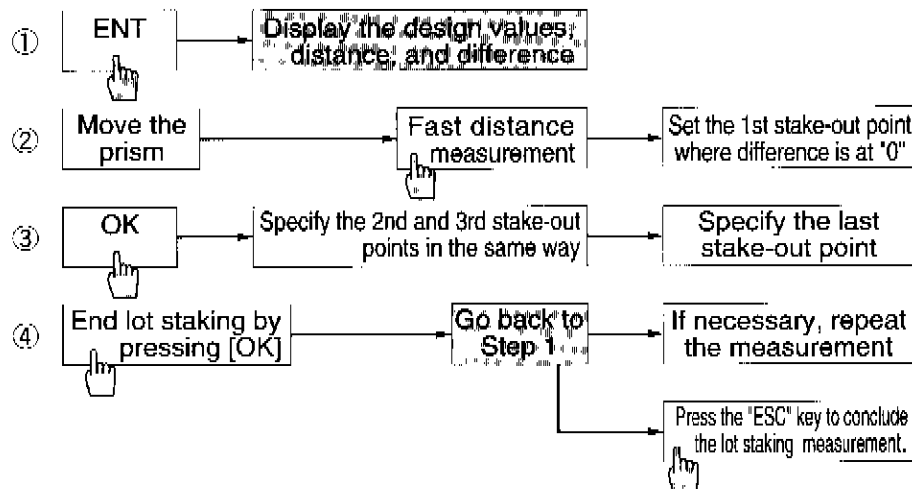 ① ENT
Display the design values,
distance, and difference
② Move the
prism
Fast distance
measurement
Set the 1st stake-out point
where difference is at "0"
③ OK
Specify the 2nd and 3rd stake-out
points in the same way
Specify the last
stake-out point
④ End lot staking by
pressing [OK]
Go back to
Step 1
If necessary, repeat
the measurement
Press the "ESC" key to conclude
the lot staking measurement.